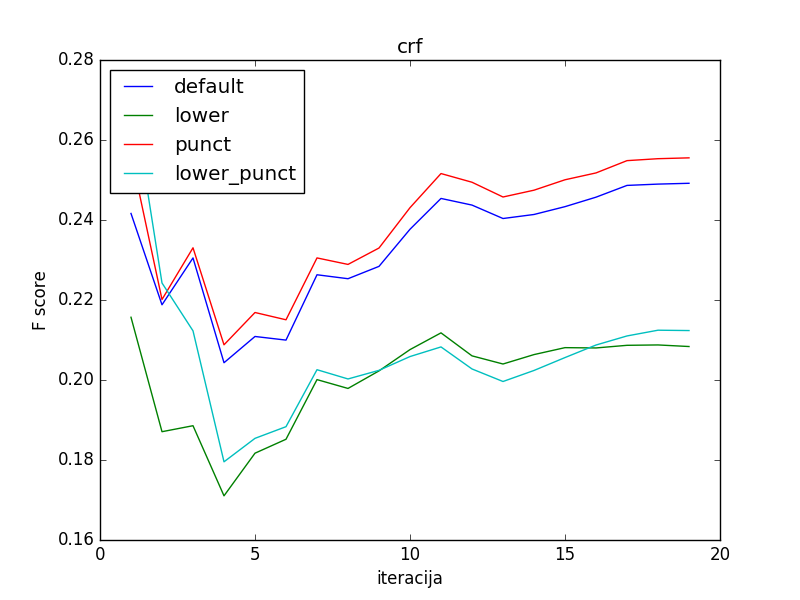 crf
0.28
0.26
0.24
0.22
0.20
0.18
0.16
F score
default
lower
punct
lower_punct
0 5 10 15 20
iteracija